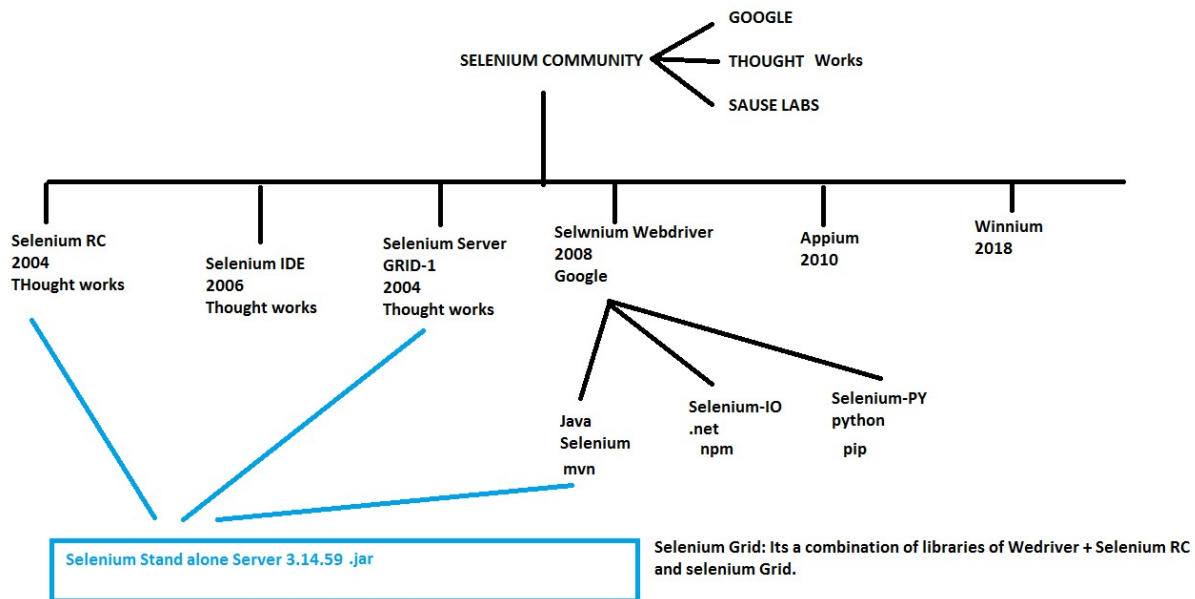 GOOGLE
SELENIUM COMMUNITY
THOUGHT Works
SAUSE LABS
Selenium RC
2004
THought works
Selenium IDE
2006
Thought works
Selenium Server
GRID-1
2004
Thought works
Selwnium Webdriver
2008
Google
Appium
2010
Winnium
2018
Java
Selenium
mvn
Selenium-IO
.net
npm
Selenium-PY
python
pip
Selenium Stand alone Server 3.14.59 .jar
Selenium Grid: Its a combination of libraries of Wedriver + Selenium RC
and selenium Grid.